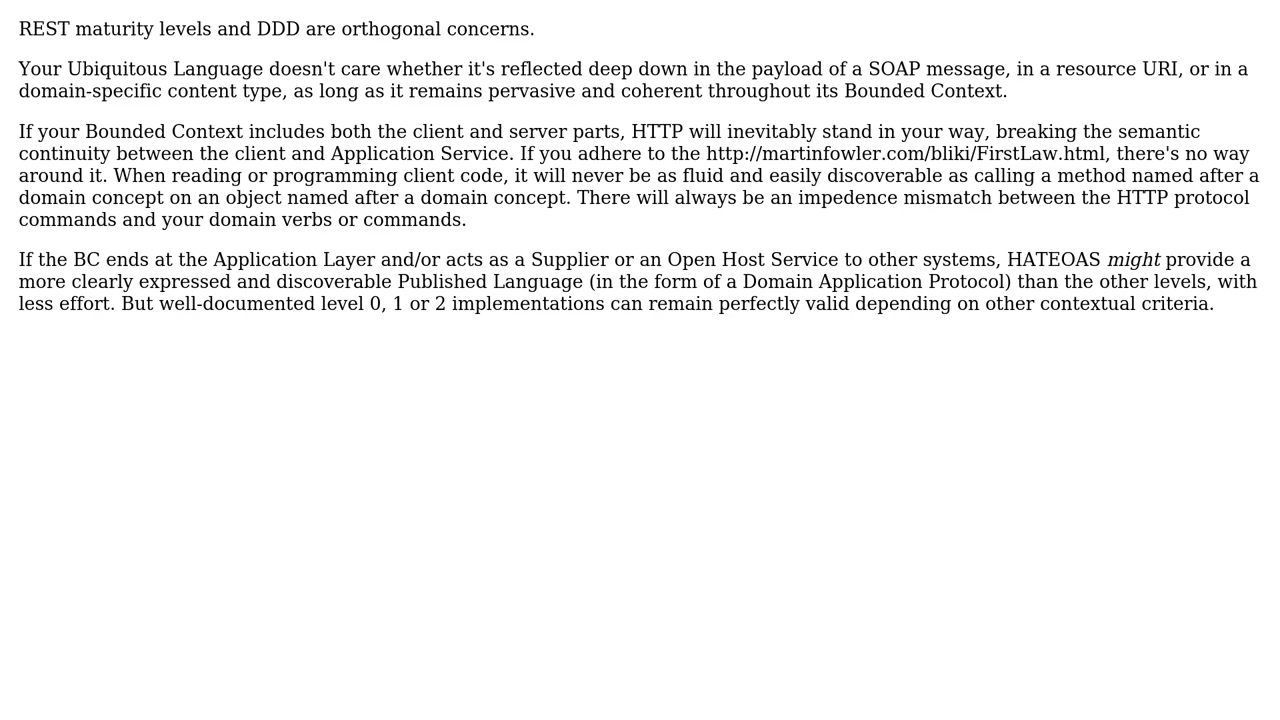 REST maturity levels and DDD are orthogonal concerns.
Your Ubiquitous Language doesn't care whether it's reflected deep down in the payload of a SOAP message, in a resource URI, or in a
domain-specific content type, as long as it remains pervasive and coherent throughout its Bounded Context.
If your Bounded Context includes both the client and server parts, HTTP will inevitably stand in your way, breaking the semantic
continuity between the client and Application Service. If you adhere to the http://martinfowler.com/bliki/FirstLaw.html, there's no way
around it. When reading or programming client code, it will never be as fluid and easily discoverable as calling a method named after a
domain concept on an object named after a domain concept. There will always be an impedence mismatch between the HTTP protocol
commands and your domain verbs or commands.
If the BC ends at the Application Layer and/or acts as a Supplier or an Open Host Service to other systems, HATEOAS might provide a
more clearly expressed and discoverable Published Language (in the form of a Domain Application Protocol) than the other levels, with
less effort. But well-documented level 0, 1 or 2 implementations can remain perfectly valid depending on other contextual criteria.